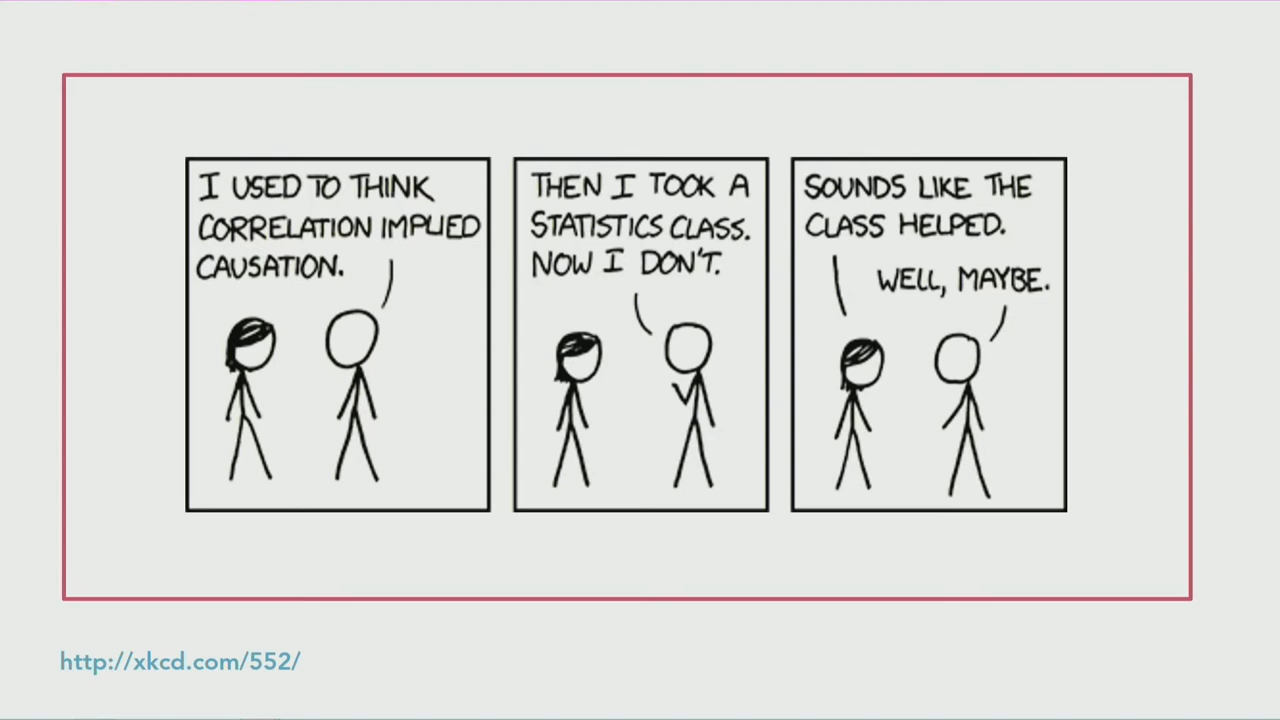 I USED TO THINK
CORRELATION IMPLIED
CAUSATION.
THEN I TOOK A
STATISTICS CLASS.
NOW I DON'T.
SOUNDS LIKE THE
CLASS HELPED.
WELL, MAYBE.
http://xkcd.com/552/